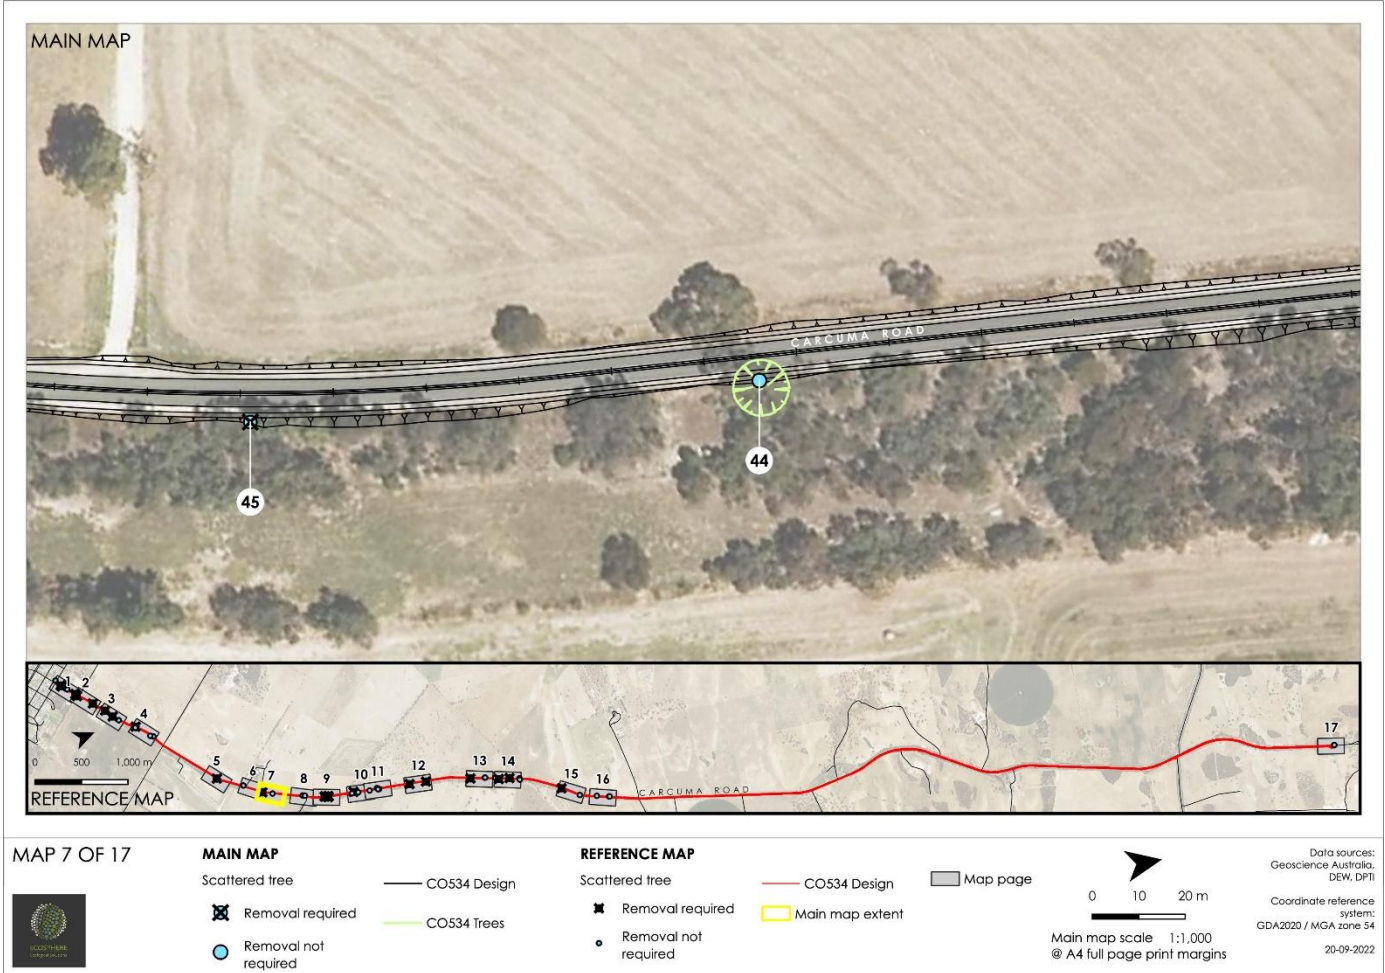 MAIN MAP
CARCUMA ROAD
44
45
1
2
3
4
5
6
7
8
9
10
11
12
13
14
15
16
17
0 500 1,000 m
REFERENCE MAP
CARCUMA ROAD
MAP 7 OF 17
ECOSPHERE
MAIN MAP
Scattered tree
Removal required
Removal not
required
CO534 Design
CO534 Trees
REFERENCE MAP
Scattered tree
Removal required
Removal not
required
CO534 Design
Main map extent
Map page
0 10 20 m
Main map scale 1:1,000
@ A4 full page print margins
Data sources:
Geoscience Australia,
DEW, DPTI
Coordinate reference
system:
GDA2020 / MGA zone 54
20-09-2022